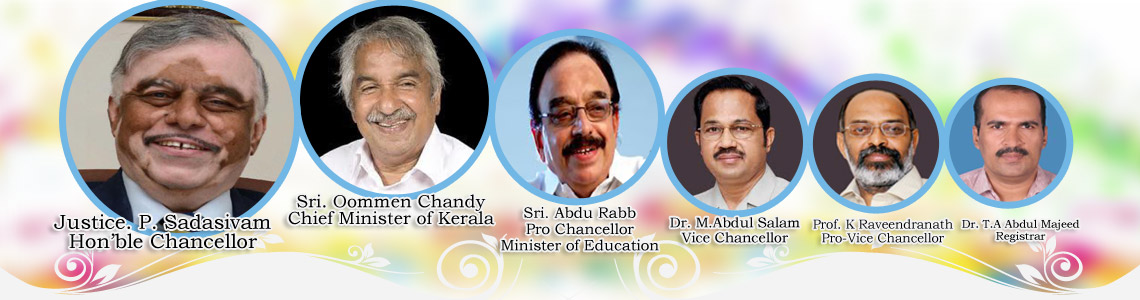 Justice. P. Sadasivam
Hon'ble Chancellor
Sri. Oommen Chandy
Chief Minister of Kerala
Sri. Abdu Rabb
Pro Chancellor
Minister of Education
Dr. M.Abdul Salam
Vice Chancellor
Prof. K Raveendranath
Pro-Vice Chancellor
Dr. T.A Abdul Majeed
Registrar